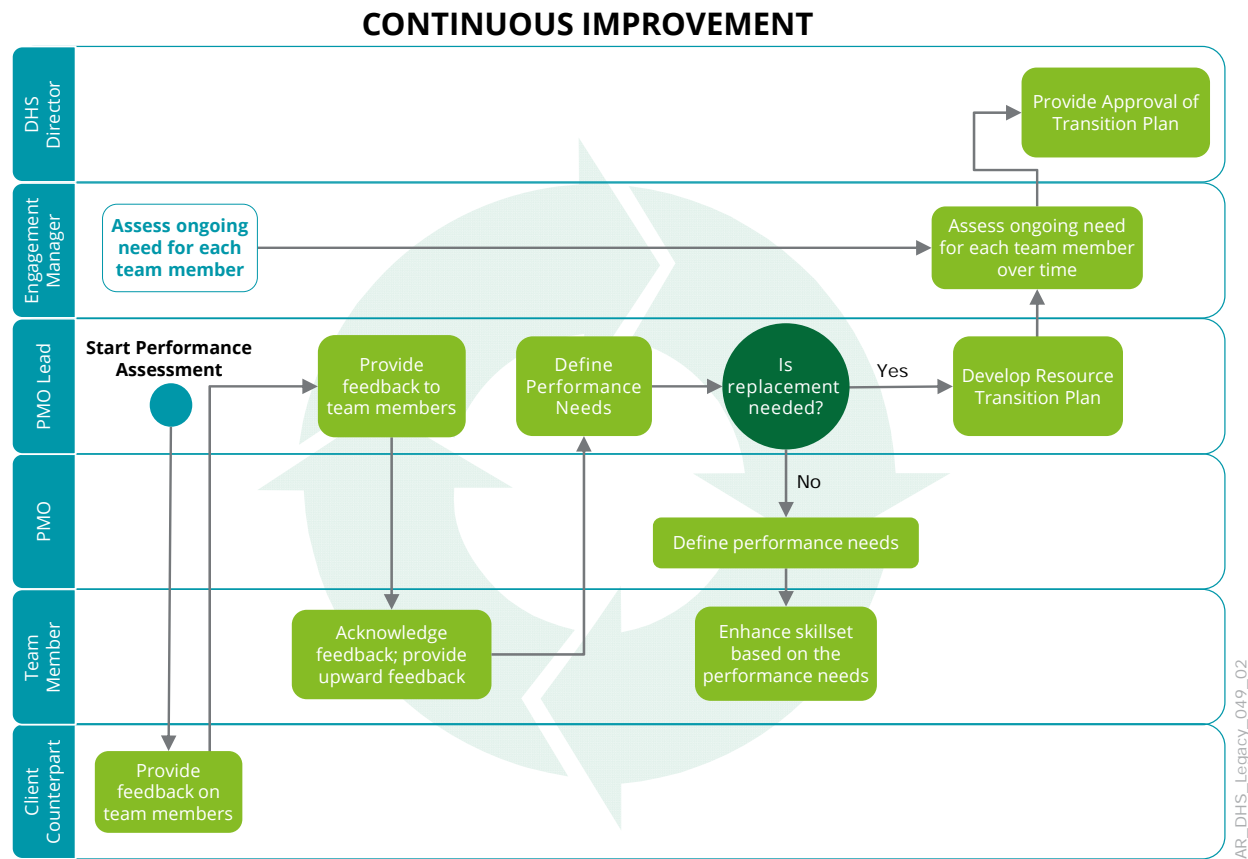 CONTINUOUS IMPROVEMENT
DHS
Director
Provide Approval of
Transition Plan
Engagement
Manager
Assess ongoing
need for each
team member
Assess ongoing need
for each team member
over time
PMO Lead
Start Performance
Assessment
Provide
feedback to
team members
Define
Performance
Needs
Is
replacement
needed?
Yes
Develop Resource
Transition Plan
No
PMO
Define performance needs
Team
Member
Acknowledge
feedback; provide
upward feedback
Enhance skillset
based on the
performance needs
Client
Counterpart
Provide
feedback on
team members
AR_DHS_Legacy_049_02